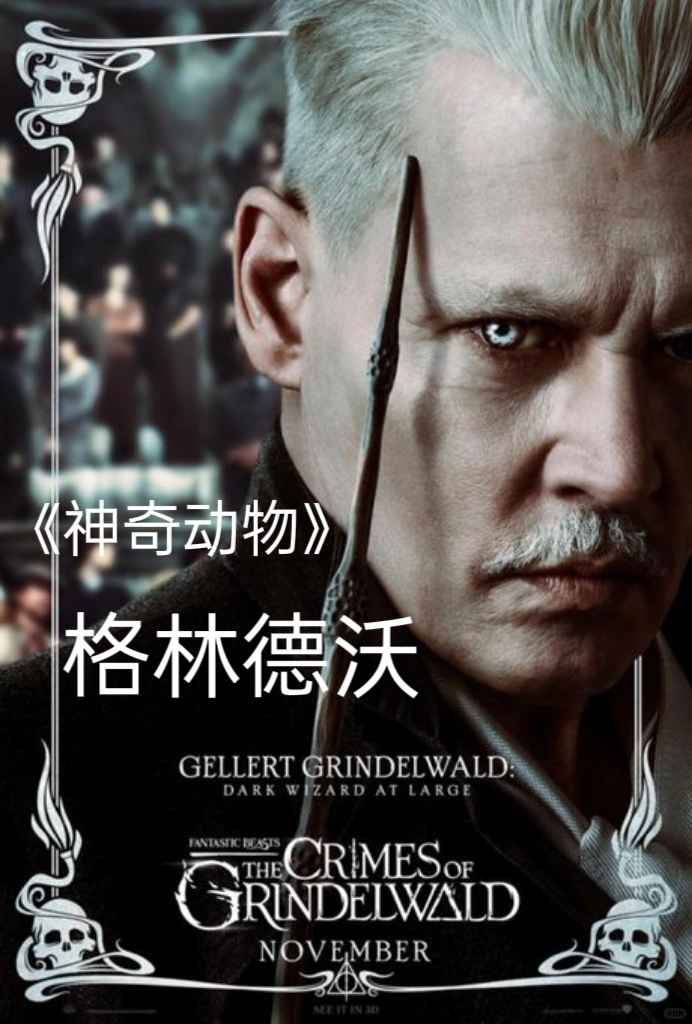 《神奇动物》
格林德沃
GELLERT GRINDELWALD:
DARK WIZARD AT LARGE
FANTASTIC BEASTS
THE CRIMES OF
GRINDELWALD
NOVEMBER
SEE IT IN 3D